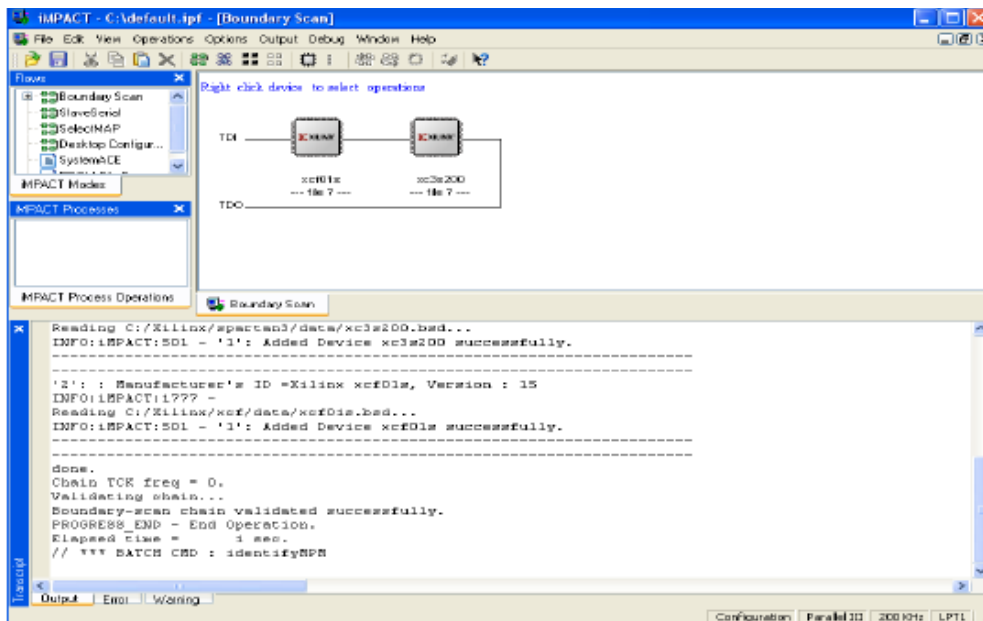 iMPACT - C:\default.ipf - [Boundary Scan]
File Edit View Operations Options Output Debug Window Help
Flows
Boundary Scan
SlaveSerial
SelectMAP
Desktop Configur...
SystemACE
iMPACT Modes
iMPACT Processes
iMPACT Process Operations
Right click device to select operations
TDI
XILINX
XILINX
xcf01s
xc3s200
--- file ? ---
--- file ? ---
TDO
Boundary Scan
Reading C:/Xilinx/spartan3/data/xc3s200.bsd...
INFO:iMPACT:501 - '1': Added Device xc3s200 successfully.
----------------------------------------------------------------------
----------------------------------------------------------------------
'2': : Manufacturer's ID =Xilinx xcf01s, Version : 15
INFO:iMPACT:1777 -
Reading C:/Xilinx/xcf/data/xcf01s.bsd...
INFO:iMPACT:501 - '1': Added Device xcf01s successfully.
----------------------------------------------------------------------
----------------------------------------------------------------------
done.
Chain TCK freq = 0.
Validating chain...
Boundary-scan chain validated successfully.
PROGRESS_END - End Operation.
Elapsed time =      1 sec.
// *** BATCH CMD : identifyMPM
Transcript
Output Error Warning
Configuration Parallel III 200 KHz LPT1